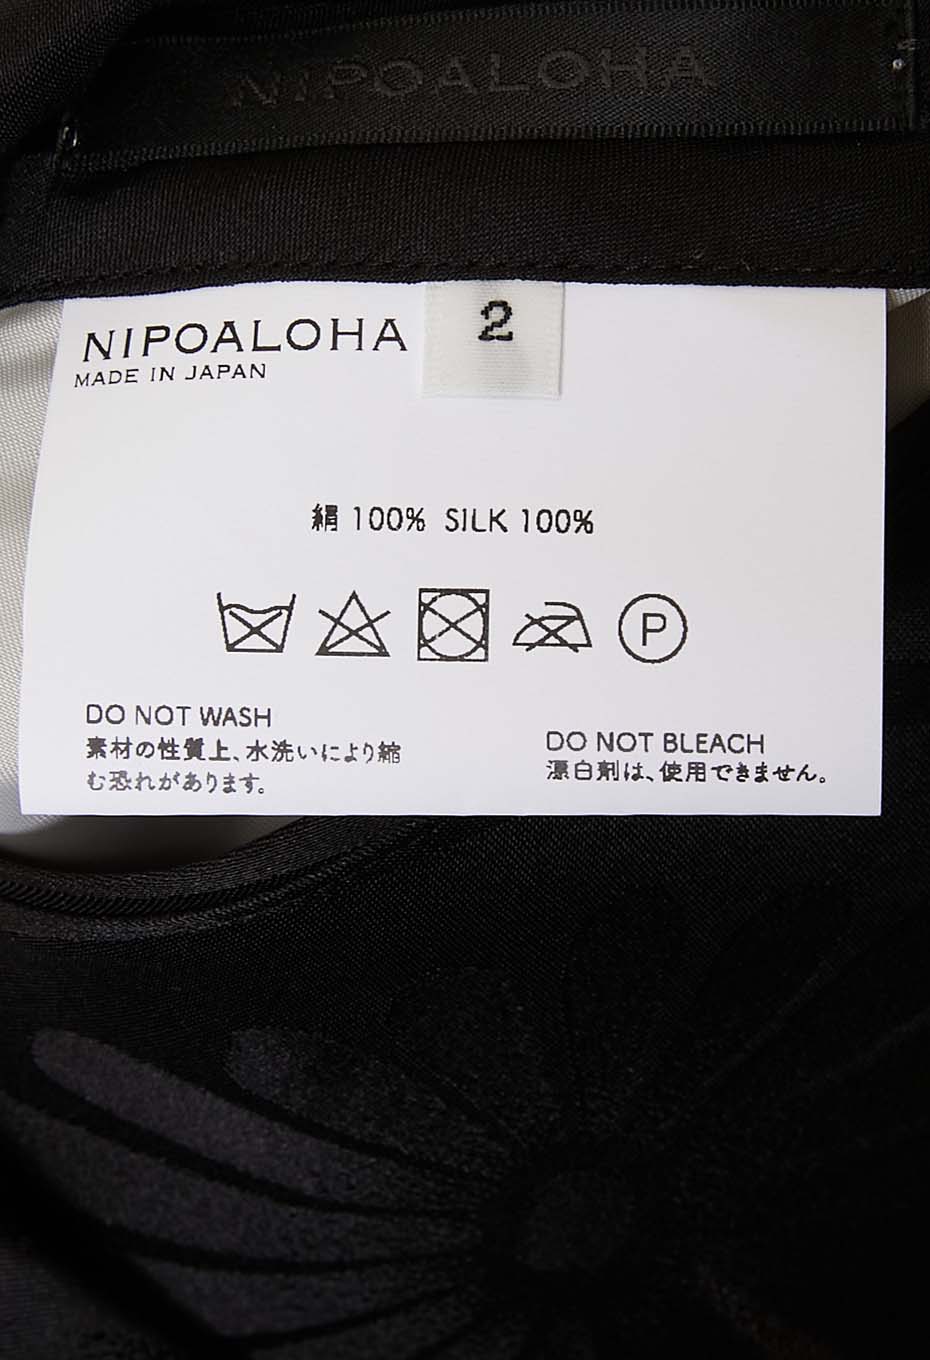 NIPOALOHA
NIPOALOHA
2
MADE IN JAPAN
絹 100% SILK 100%
P
DO NOT WASH
素材の性質上、水洗いにより縮
む恐れがあります。
DO NOT BLEACH
漂白剤は、使用できません。